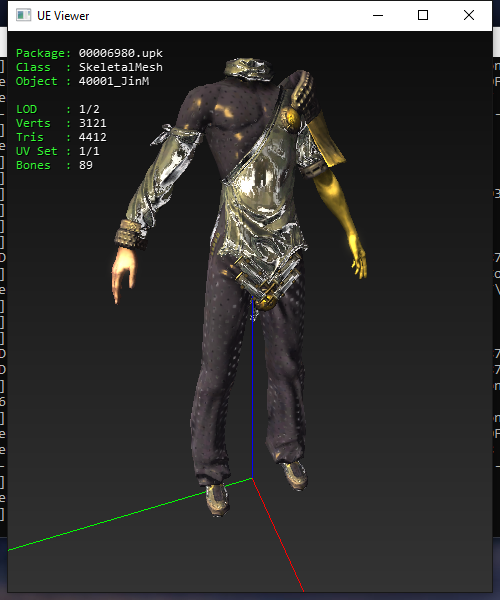 UE Viewer
Package: 00006980.upk
Class  : SkeletalMesh
Object : 40001_JinM
LOD    : 1/2
Verts  : 3121
Tris   : 4412
UV Set : 1/1
Bones  : 89